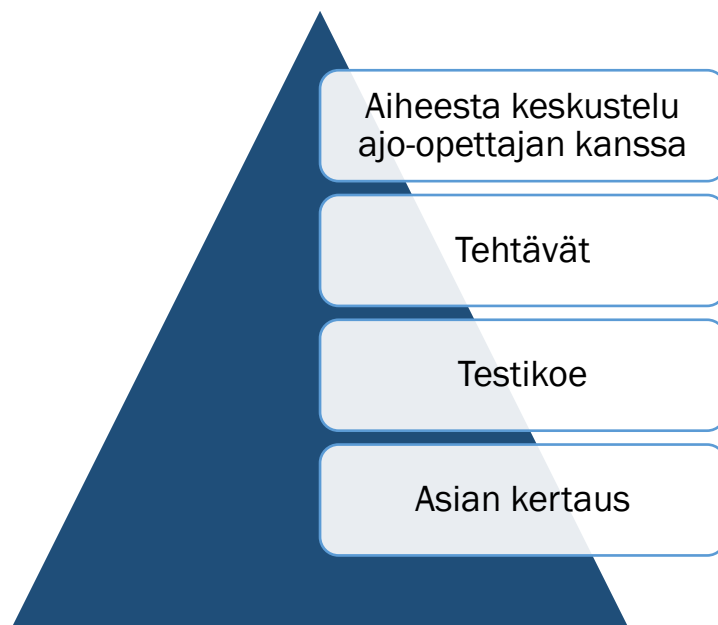 Aiheesta keskustelu
ajo-opettajan kanssa
Tehtävät
Testikoe
Asian kertaus